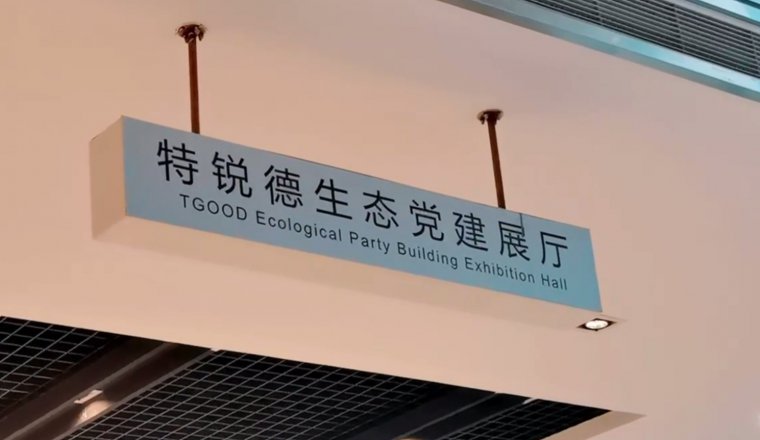 特锐德生态党建展厅
TGOOD Ecological Party Building Exhibition Hall